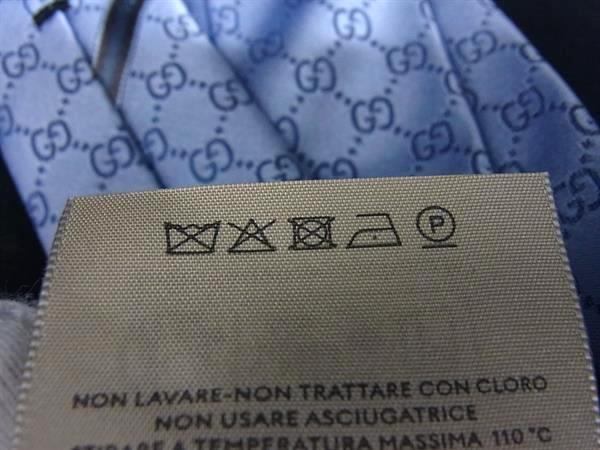 P
NON LAVARE-NON TRATTARE CON CLORO
NON USARE ASCIUGATRICE
STIRARE A TEMPERATURA MASSIMA 110°C